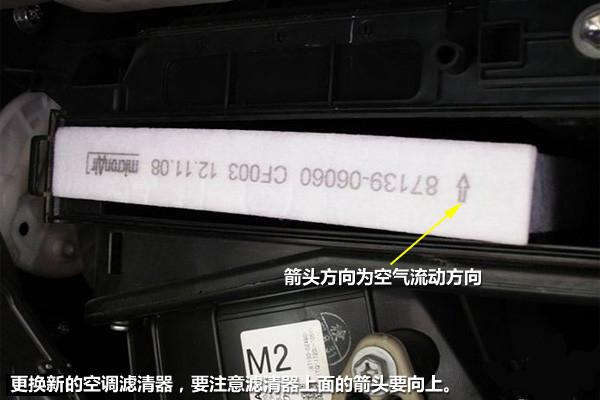 87139-06060 CF003 12.11.08 micronAir
箭头方向为空气流动方向
M2
更换新的空调滤清器，要注意滤清器上面的箭头要向上。